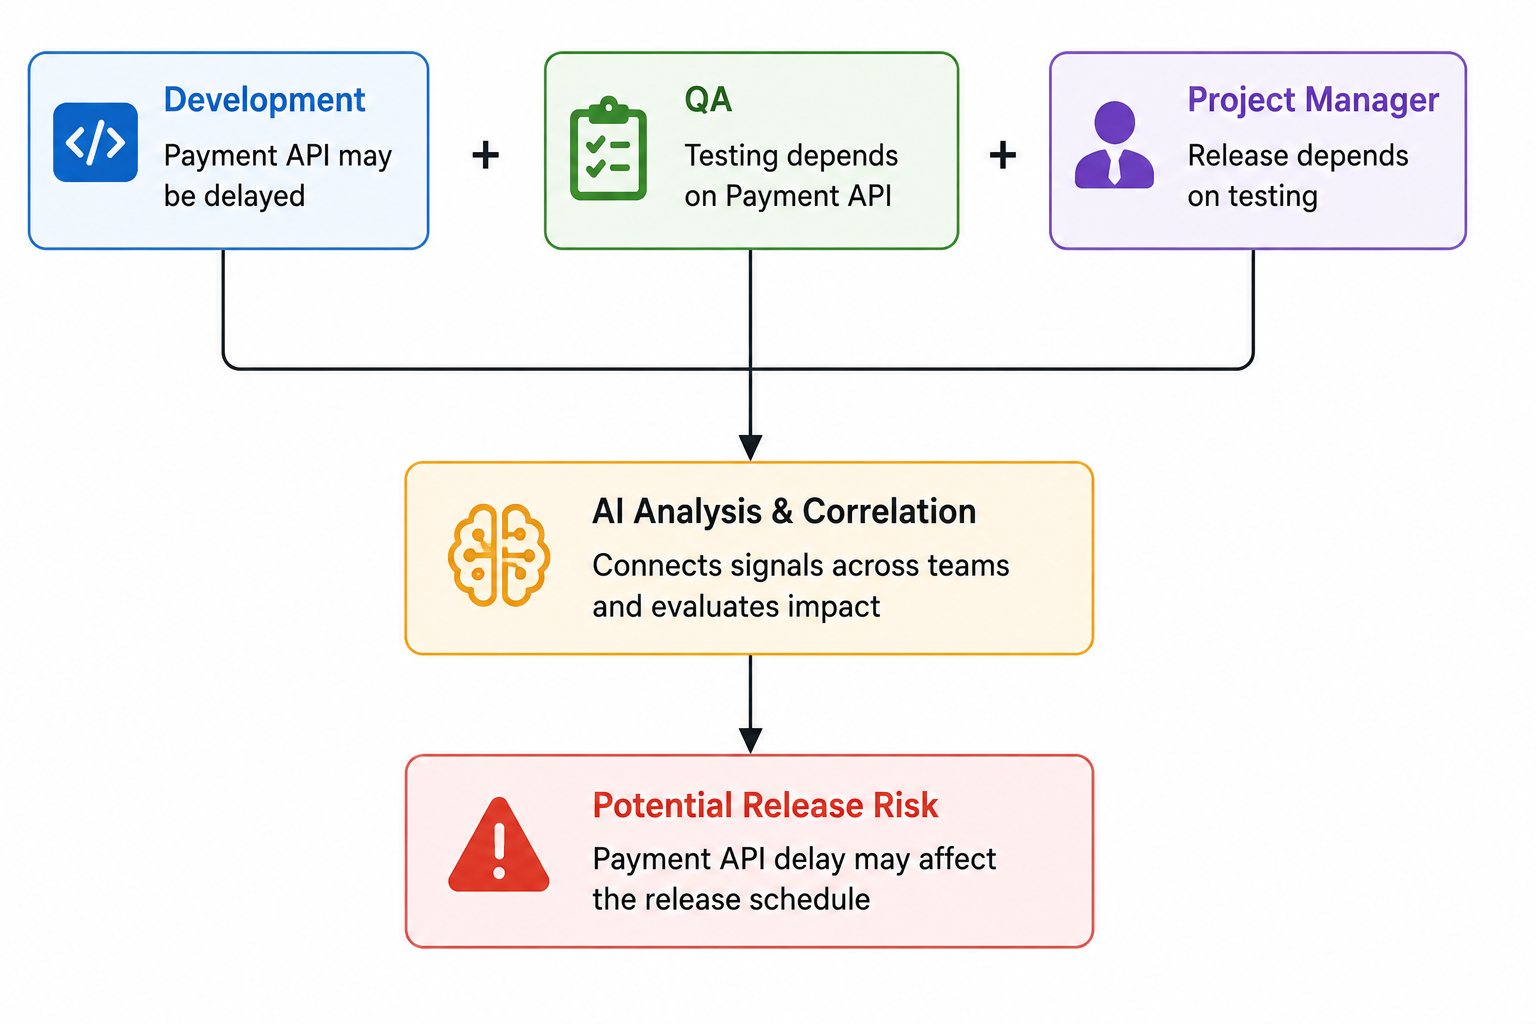 Development
Payment API may
be delayed
+
QA
Testing depends
on Payment API
+
Project Manager
Release depends
on testing
AI Analysis & Correlation
Connects signals across teams
and evaluates impact
Potential Release Risk
Payment API delay may affect
the release schedule